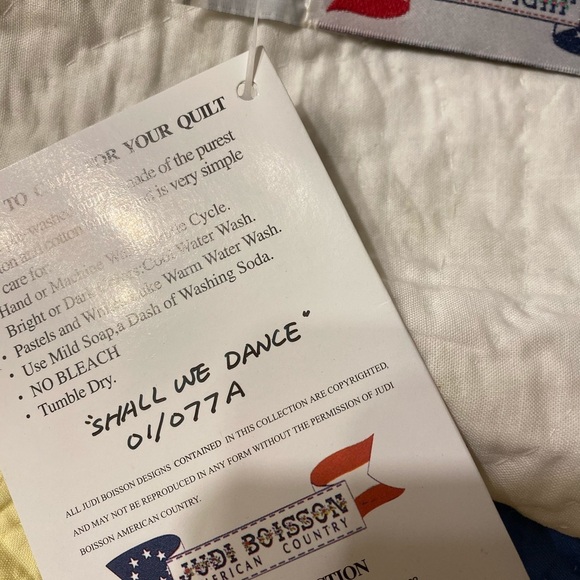 TO FOR YOUR QUILT
made of the purest
is very simple
care for.
Hand or Machine Cycle.
Bright or Dark Cool Water Wash.
• Pastels and Warm Water Wash.
• Use Mild Soap,a Dash of Washing Soda.
• NO BLEACH
• Tumble Dry.
"SHALL WE DANCE"
01/077A
ALL JUDI BOISSON DESIGNS CONTAINED IN THIS COLLECTION ARE COPYRIGHTED,
AND MAY NOT BE REPRODUCED IN ANY FORM WITHOUT THE PERMISSION OF JUDI
BOISSON AMERICAN COUNTRY.
JUDI BOISSON
AMERICAN COUNTRY